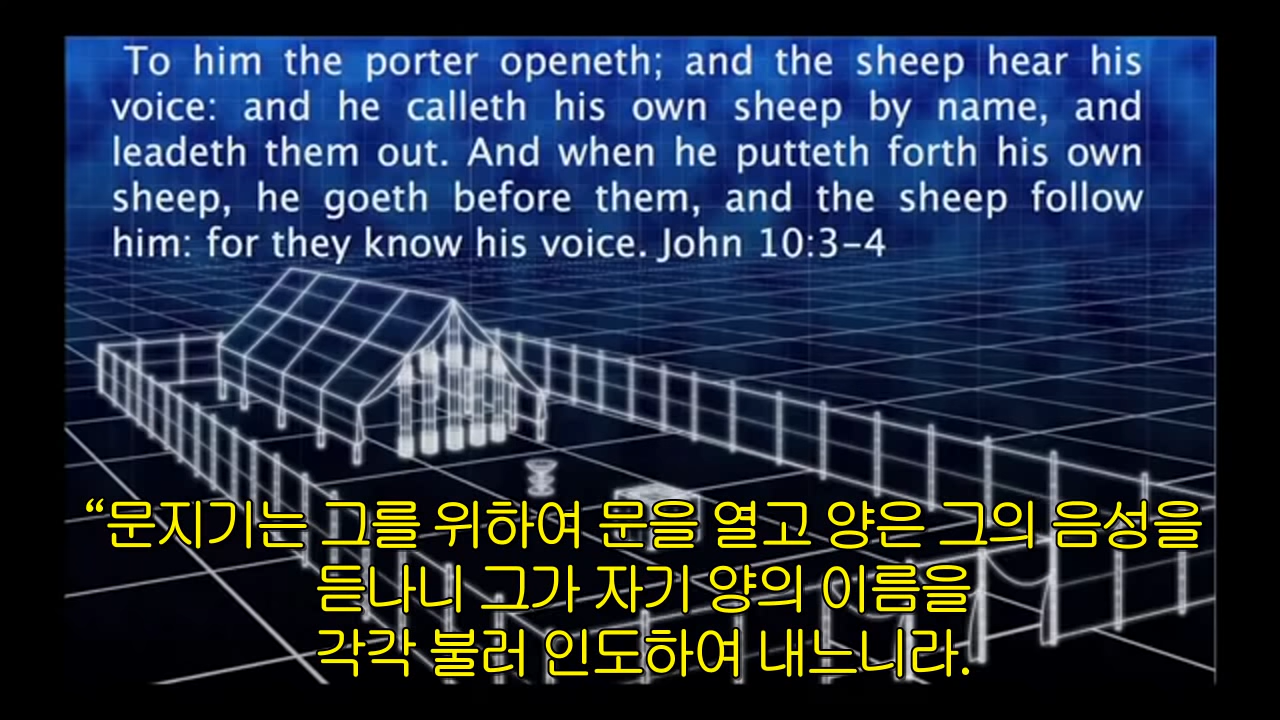 To him the porter openeth; and the sheep hear his
voice: and he calleth his own sheep by name, and
leadeth them out. And when he putteth forth his own
sheep, he goeth before them, and the sheep follow
him: for they know his voice. John 10:3-4
“문지기는 그를 위하여 문을 열고 양은 그의 음성을
듣나니 그가 자기 양의 이름을
각각 불러 인도하여 내느니라.